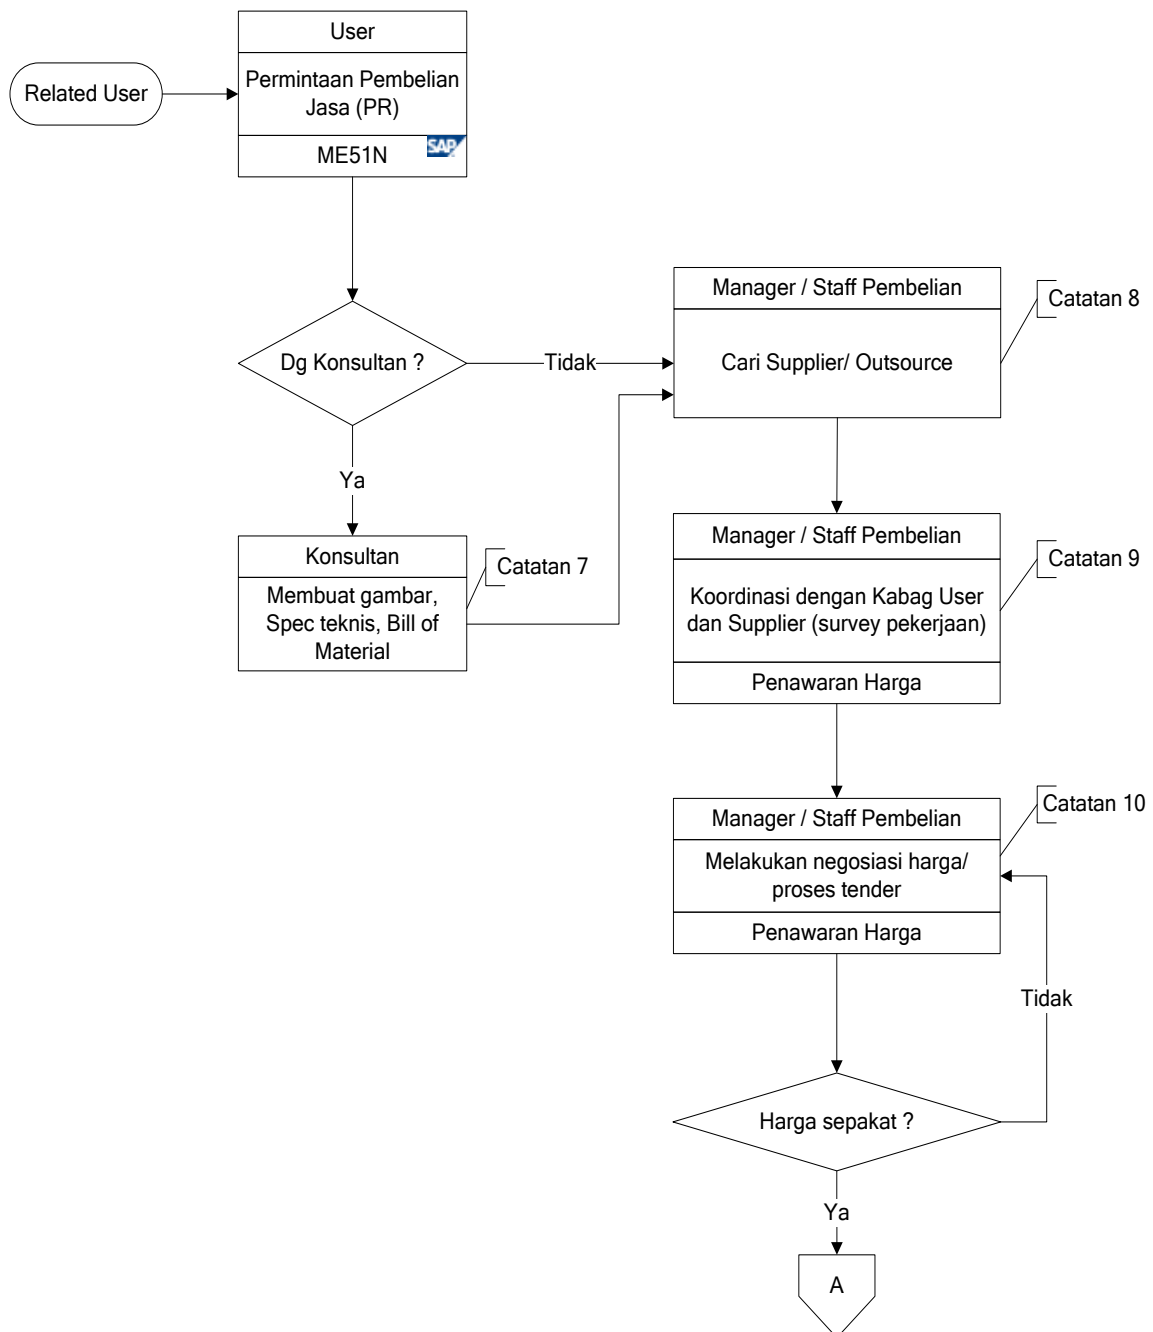 User
Related User
Permintaan Pembelian
Jasa (PR)
ME51N
SAP
Manager / Staff Pembelian
Catatan 8
Dg Konsultan ?
Tidak
Cari Supplier/ Outsource
Ya
Konsultan
Catatan 7
Membuat gambar,
Spec teknis, Bill of
Material
Manager / Staff Pembelian
Catatan 9
Koordinasi dengan Kabag User
dan Supplier (survey pekerjaan)
Penawaran Harga
Manager / Staff Pembelian
Catatan 10
Melakukan negosiasi harga/
proses tender
Penawaran Harga
Tidak
Harga sepakat ?
Ya
A